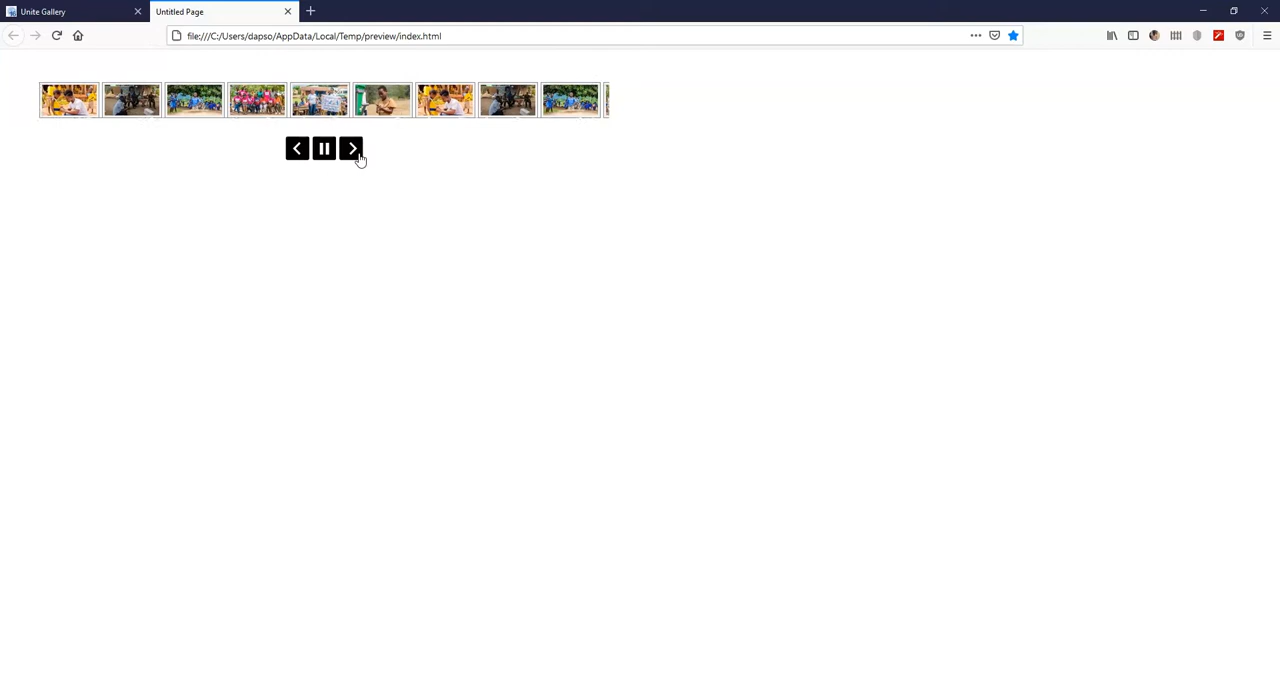 Unite Gallery
Untitled Page
file:///C:/Users/dapso/AppData/Local/Temp/preview/index.html